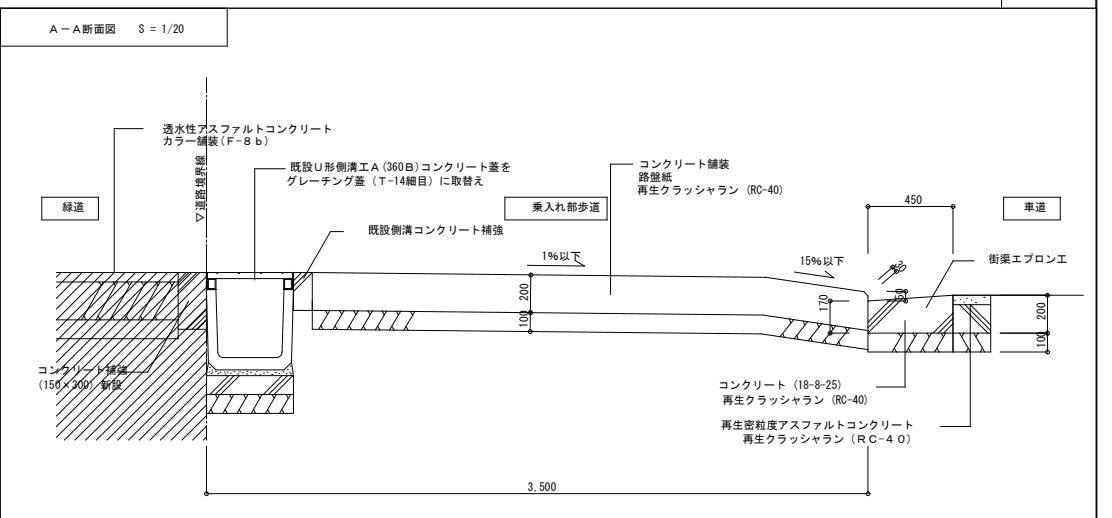 A－A断面図 S = 1/20
透水性アスファルトコンクリート
カラー舗装(F-8b)
▽道路境界線
既設U形側溝工A(360B)コンクリート蓋を
グレーチング蓋（T-14細目）に取替え
コンクリート舗装
路盤紙
再生クラッシャラン (RC-40)
緑道
乗入れ部歩道
450
車道
既設側溝コンクリート補強
1%以下
15%以下
街渠エプロン工
50
170
200
100
200
100
コンクリート補強
(150×300) 新設
コンクリート (18-8-25)
再生クラッシャラン (RC-40)
再生密粒度アスファルトコンクリート
再生クラッシャラン（RC-40）
3,500